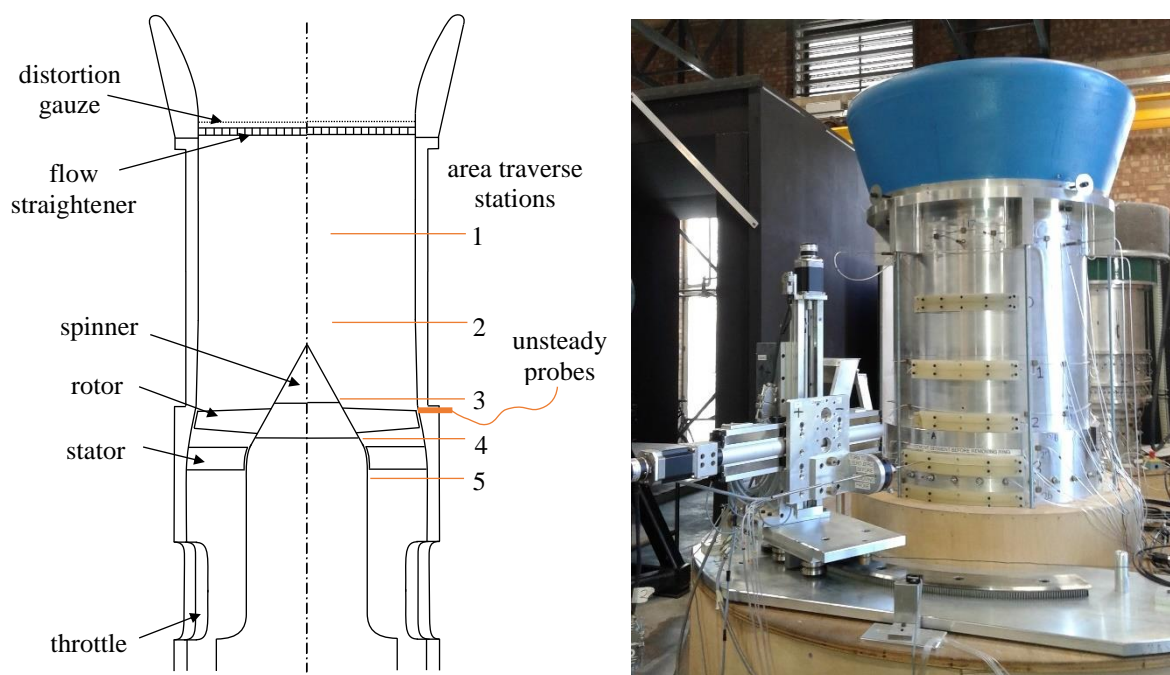 distortion
gauze
flow
straightener
spinner
rotor
stator
throttle
area traverse
stations
1
2
3
4
5
unsteady
probes
1
2